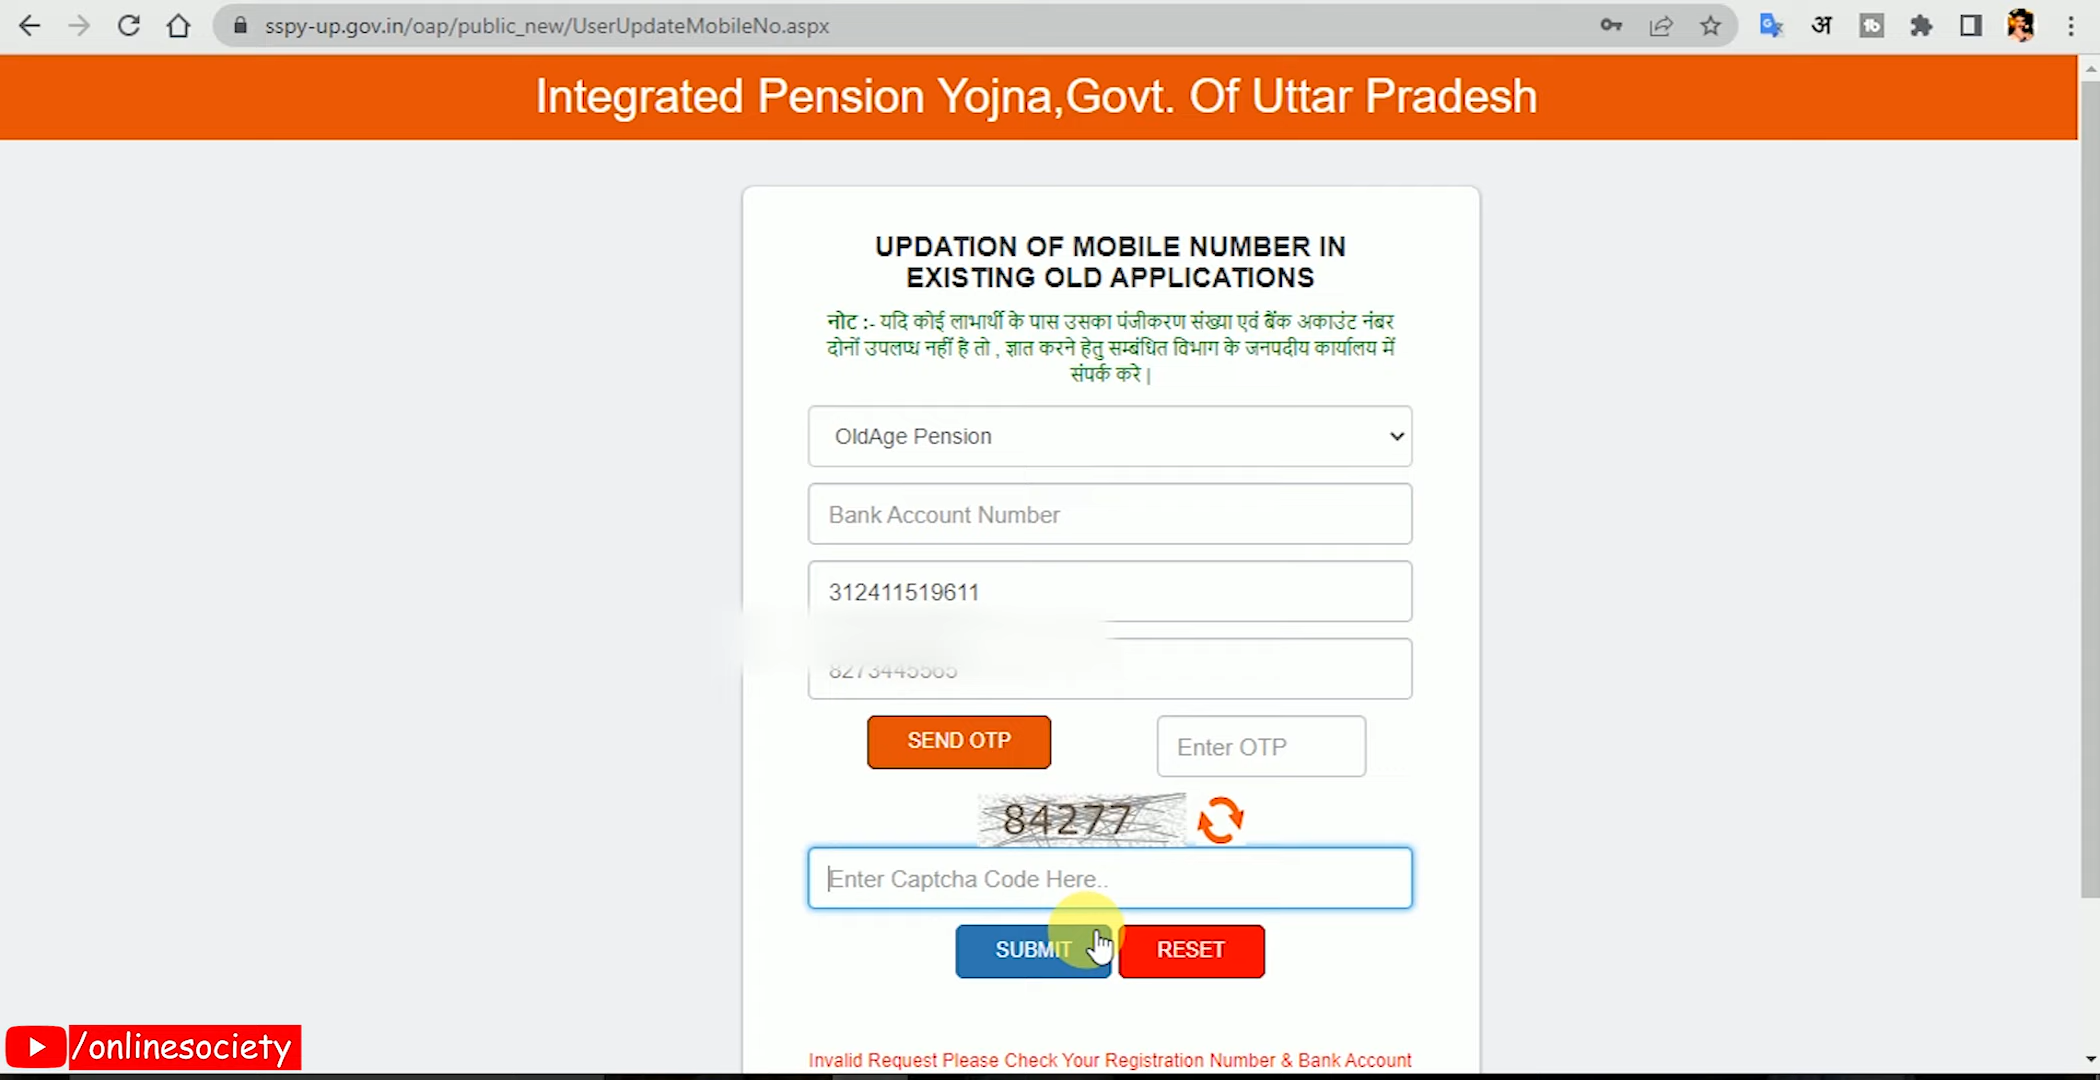 sspy-up.gov.in/oap/public_new/UserUpdateMobileNo.aspx
Integrated Pension Yojna,Govt. Of Uttar Pradesh
UPDATION OF MOBILE NUMBER IN
EXISTING OLD APPLICATIONS
नोट :- यदि कोई लाभार्थी के पास उसका पंजीकरण संख्या एवं बैंक अकाउंट नंबर
दोनों उपलप्ध नहीं है तो , ज्ञात करने हेतु सम्बंधित विभाग के जनपदीय कार्यालय में
संपर्क करे |
OldAge Pension
Bank Account Number
312411519611
8273445565
SEND OTP
Enter OTP
84277
Enter Captcha Code Here..
SUBMIT
RESET
/onlinesociety
Invalid Request Please Check Your Registration Number & Bank Account